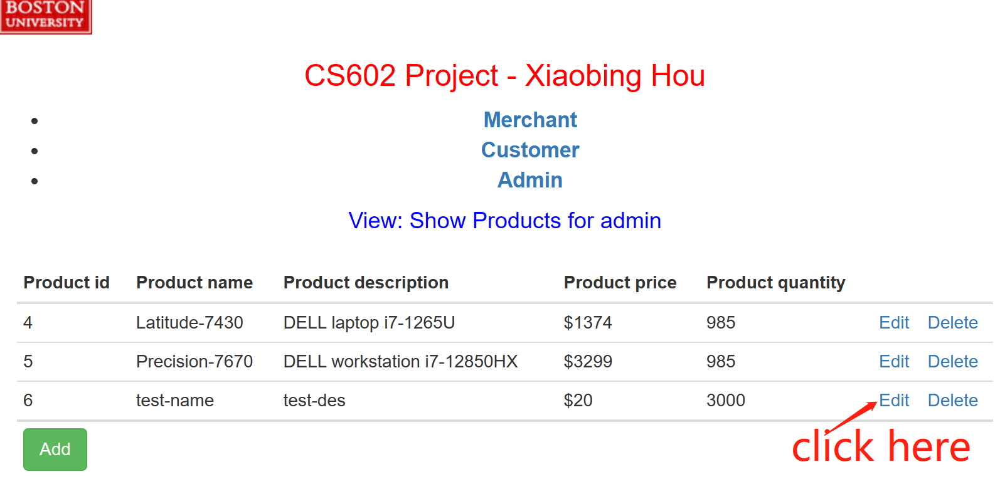 BOSTON
UNIVERSITY
CS602 Project - Xiaobing Hou
Merchant
Customer
Admin
View: Show Products for admin
Product id Product name Product description Product price Product quantity
4 Latitude-7430 DELL laptop i7-1265U $1374 985 Edit Delete
5 Precision-7670 DELL workstation i7-12850HX $3299 985 Edit Delete
6 test-name test-des $20 3000 Edit Delete
Add
click here